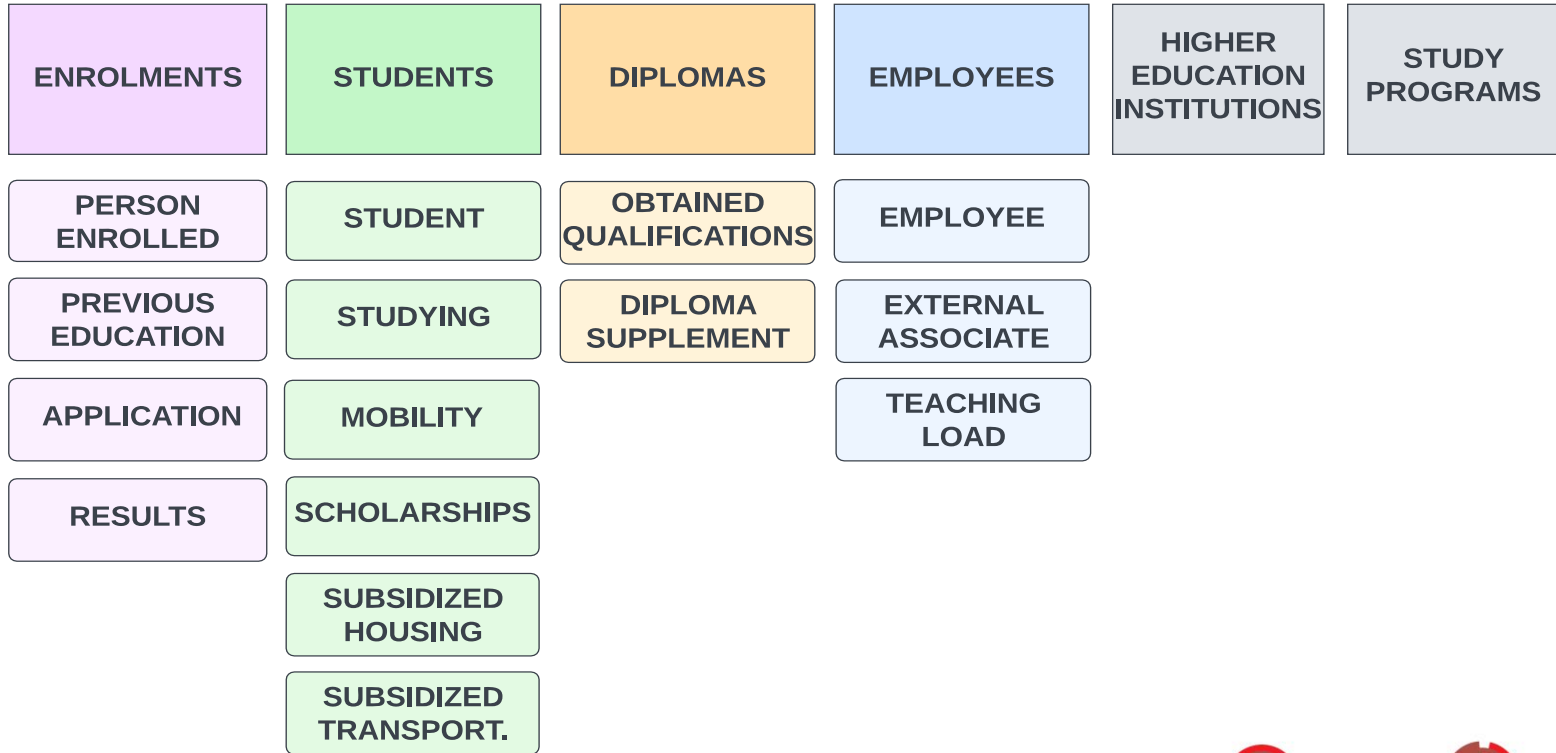 ENROLMENTS
STUDENTS
DIPLOMAS
EMPLOYEES
HIGHER
EDUCATION
INSTITUTIONS
STUDY
PROGRAMS
PERSON
ENROLLED
STUDENT
OBTAINED
QUALIFICATIONS
EMPLOYEE
PREVIOUS
EDUCATION
STUDYING
DIPLOMA
SUPPLEMENT
EXTERNAL
ASSOCIATE
APPLICATION
MOBILITY
TEACHING
LOAD
RESULTS
SCHOLARSHIPS
SUBSIDIZED
HOUSING
SUBSIDIZED
TRANSPORT.